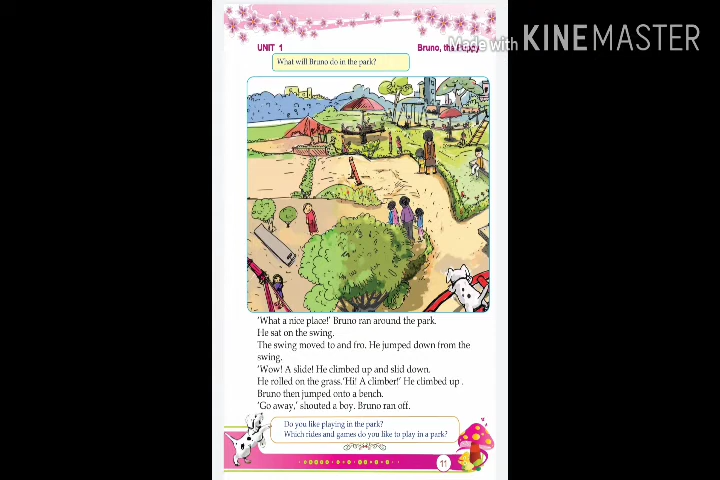 Made with KINEMASTER
UNIT 1 Bruno, the Puppy
What will Bruno do in the park?
'What a nice place!' Bruno ran around the park.
He sat on the swing.
The swing moved to and fro. He jumped down from the
swing.
'Wow! A slide! He climbed up and slid down.
He rolled on the grass.'Hi! A climber!' He climbed up .
Bruno then jumped onto a bench.
'Go away,' shouted a boy. Bruno ran off.
Do you like playing in the park?
Which rides and games do you like to play in a park?
11